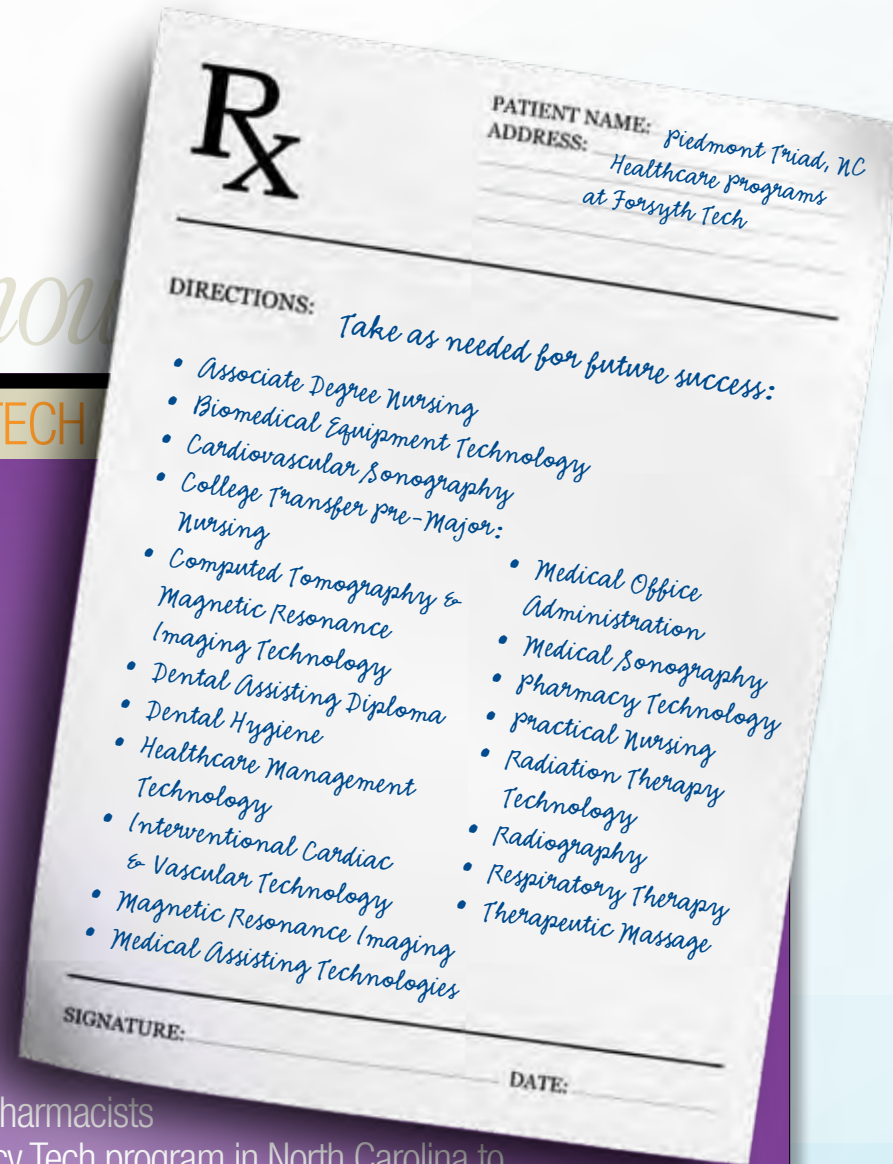 Rx
PATIENT NAME: Piedmont Triad, NC
ADDRESS: Healthcare Programs
at Forsyth Tech
DIRECTIONS:
Take as needed for future success:
• Associate Degree Nursing
• Biomedical Equipment Technology
• Cardiovascular Sonography
• College Transfer Pre-Major:
Nursing
• Computed Tomography &
Magnetic Resonance
Imaging Technology
• Dental Assisting Diploma
• Dental Hygiene
• Healthcare Management
Technology
• Interventional Cardiac
& Vascular Technology
• Magnetic Resonance Imaging
• Medical Assisting Technologies
• Medical Office
Administration
• Medical Sonography
• Pharmacy Technology
• Practical Nursing
• Radiation Therapy
Technology
• Radiography
• Respiratory Therapy
• Therapeutic Massage
SIGNATURE:
DATE:
TECH
harmacists
cy Tech program in North Carolina to